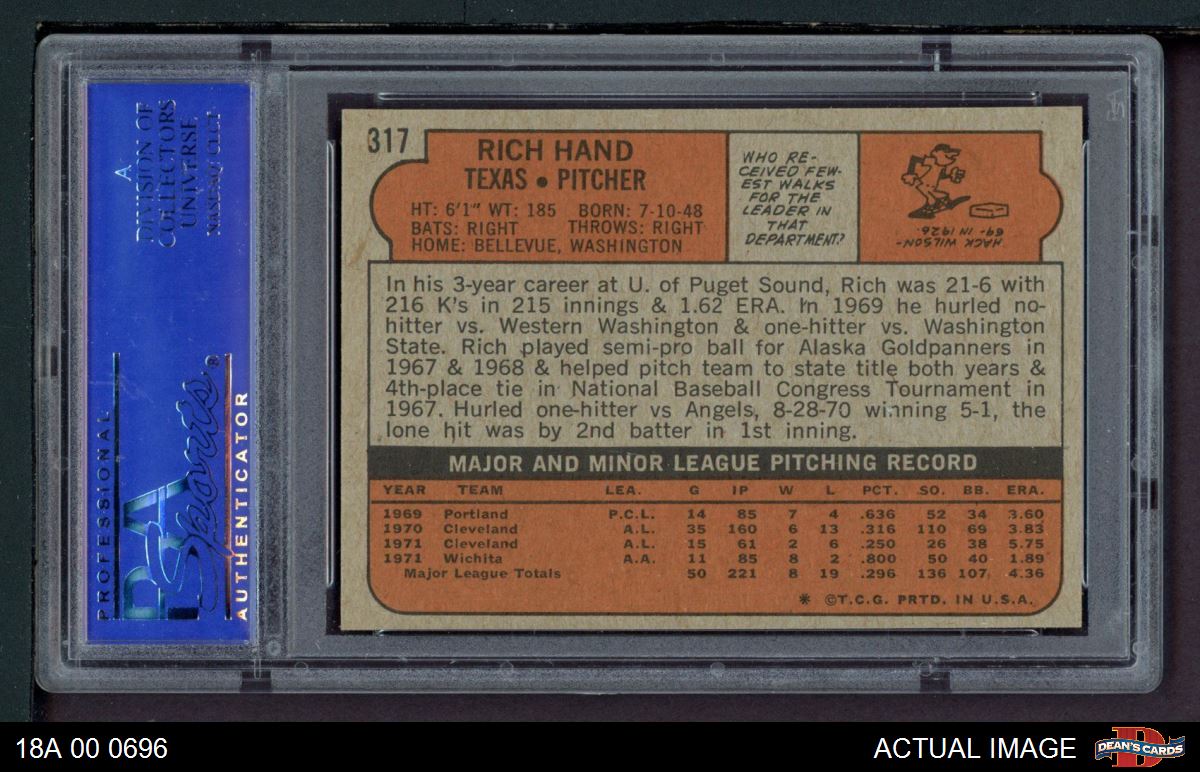 A
DIVISION OF
COLLECTORS
UNIVERSE
NASDAQ: CLCT
PROFESSIONAL
PSA
Sports®
AUTHENTICATOR
317
RICH HAND
TEXAS • PITCHER
HT: 6'1" WT: 185 BORN: 7-10-48
BATS: RIGHT THROWS: RIGHT
HOME: BELLEVUE, WASHINGTON
WHO RE-
CEIVED FEW-
EST WALKS
FOR THE
LEADER IN
THAT
DEPARTMENT?
HACK WILSON-
69- IN 1926.
In his 3-year career at U. of Puget Sound, Rich was 21-6 with
216 K's in 215 innings & 1.62 ERA. In 1969 he hurled no-
hitter vs. Western Washington & one-hitter vs. Washington
State. Rich played semi-pro ball for Alaska Goldpanners in
1967 & 1968 & helped pitch team to state title both years &
4th-place tie in National Baseball Congress Tournament in
1967. Hurled one-hitter vs Angels, 8-28-70 winning 5-1, the
lone hit was by 2nd batter in 1st inning.
MAJOR AND MINOR LEAGUE PITCHING RECORD
YEAR TEAM LEA. G IP W L PCT. SO. BB. ERA.
1969 Portland P.C.L. 14 85 7 4 .636 52 34 3.60
1970 Cleveland A.L. 35 160 6 13 .316 110 69 3.83
1971 Cleveland A.L. 15 61 2 6 .250 26 38 5.75
1971 Wichita A.A. 11 85 8 2 .800 50 40 1.89
Major League Totals 50 221 8 19 .296 136 107 4.36
* ©T.C.G. PRTD. IN U.S.A.
18A 00 0696
ACTUAL IMAGE
DEAN'S CARDS